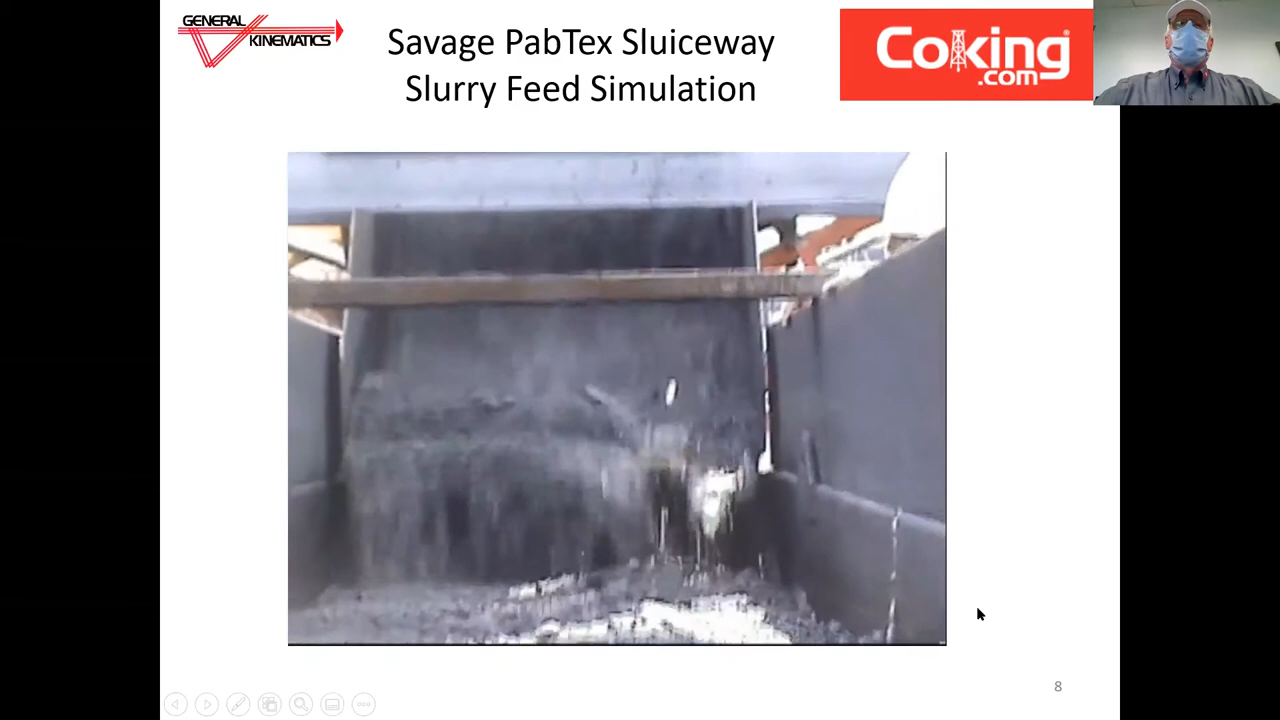 GENERAL
KINEMATICS
Savage PabTex Sluiceway
Slurry Feed Simulation
Coking
.com
8